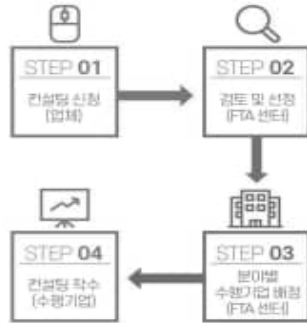 STEP 01
컨설팅 신청
(업체)
STEP 02
검토 및 선정
(FTA 센터)
STEP 03
분야별
수행기업 배정
(FTA 센터)
STEP 04
컨설팅 착수
(수행기업)